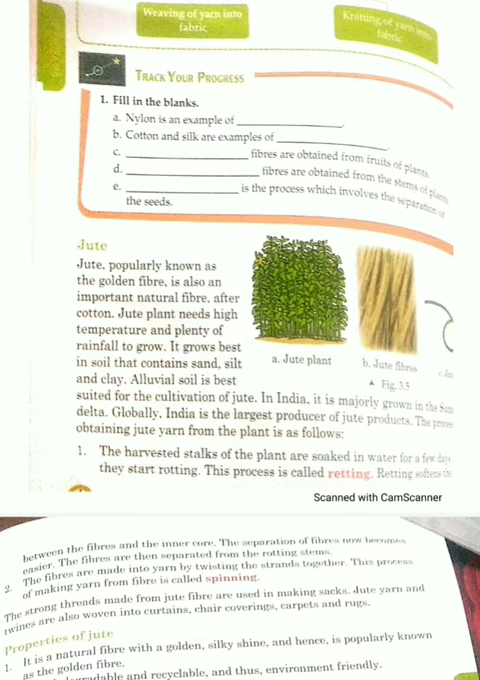 Weaving of yarn into
fabric
Knitting of yarn into
fabric
TRACK YOUR PROGRESS
1. Fill in the blanks.
a. Nylon is an example of ____________.
b. Cotton and silk are examples of ____________.
c. ____________ fibres are obtained from fruits of plants.
d. ____________ fibres are obtained from the stems of plants.
e. ____________ is the process which involves the separation of
the seeds.
Jute
Jute, popularly known as
the golden fibre, is also an
important natural fibre, after
cotton. Jute plant needs high
temperature and plenty of
rainfall to grow. It grows best
in soil that contains sand, silt
and clay. Alluvial soil is best
a. Jute plant
b. Jute fibres
▲ Fig. 3.5
suited for the cultivation of jute. In India, it is majorly grown in the
delta. Globally, India is the largest producer of jute products. The
obtaining jute yarn from the plant is as follows:
1. The harvested stalks of the plant are soaked in water for a few days
they start rotting. This process is called retting. Retting softens
Scanned with CamScanner
between the fibres and the inner core. The separation of fibres now becomes
easier. The fibres are then separated from the rotting stems.
2. The fibres are made into yarn by twisting the strands together. This process
of making yarn from fibre is called spinning.
The strong threads made from jute fibre are used in making sacks. Jute yarn and
twines are also woven into curtains, chair coverings, carpets and rugs.
Properties of jute
1. It is a natural fibre with a golden, silky shine, and hence, is popularly known
as the golden fibre.
and recyclable, and thus, environment friendly.